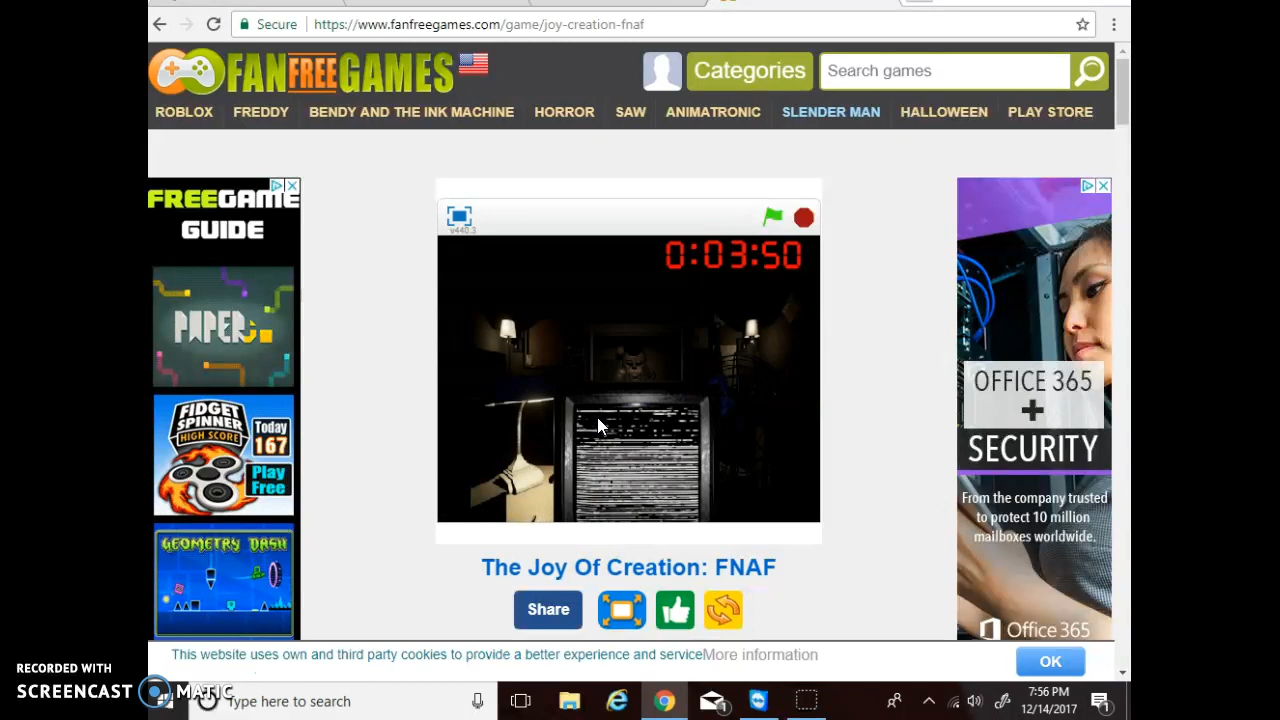 Secure https://www.fanfreegames.com/game/joy-creation-fnaf
FANFREEGAMES
Categories
Search games
ROBLOX FREDDY BENDY AND THE INK MACHINE HORROR SAW ANIMATRONIC SLENDER MAN HALLOWEEN PLAY STORE
FREEGAME
GUIDE
PAPER
FIDGET
SPINNER
HIGH SCORE
Today
167
Play
Free
GEOMETRY DASH
v440.3
0:03:50
The Joy Of Creation: FNAF
Share
OFFICE 365
+
SECURITY
From the company trusted
to protect 10 million
mailboxes worldwide.
Office 365
This website uses own and third party cookies to provide a better experience and serviceMore information
OK
RECORDED WITH
SCREENCAST MATIC
Type here to search
1
7:56 PM
12/14/2017
1